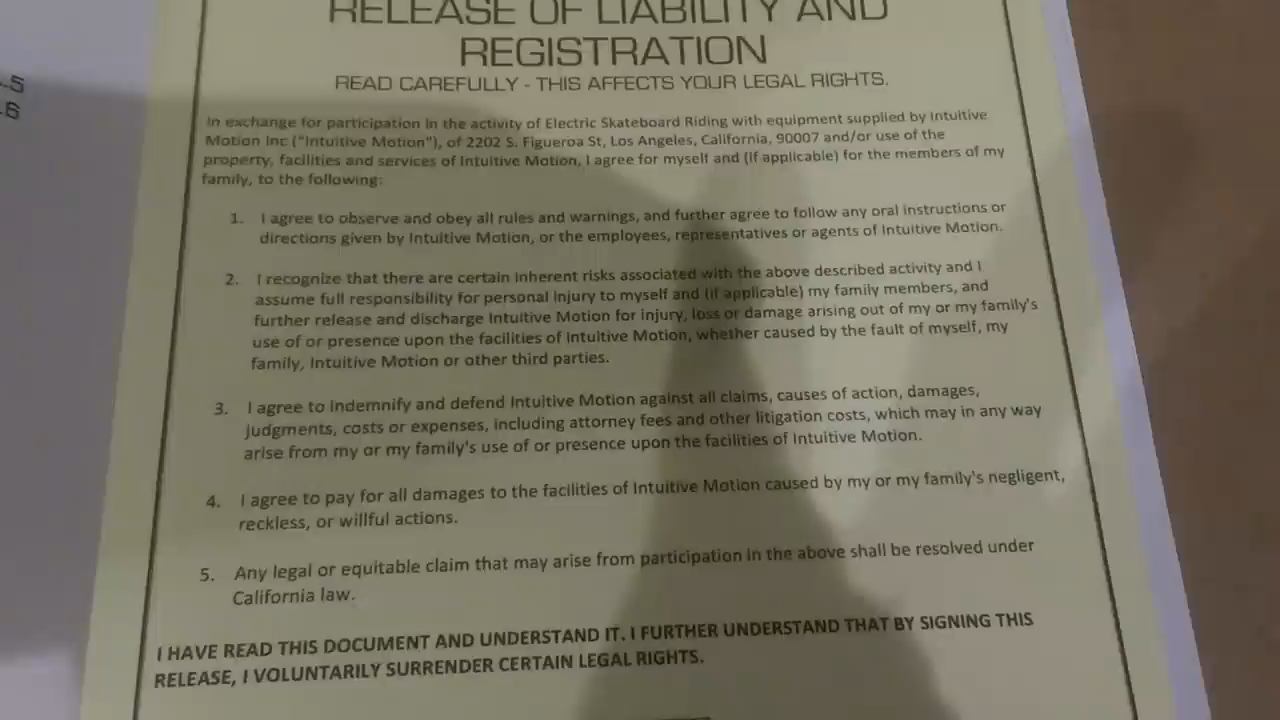 -5
-6
RELEASE OF LIABILITY AND
REGISTRATION
READ CAREFULLY - THIS AFFECTS YOUR LEGAL RIGHTS.
In exchange for participation in the activity of Electric Skateboard Riding with equipment supplied by Intuitive
Motion Inc ("Intuitive Motion"), of 2202 S. Figueroa St, Los Angeles, California, 90007 and/or use of the
property, facilities and services of Intuitive Motion, I agree for myself and (if applicable) for the members of my
family, to the following:
1. I agree to observe and obey all rules and warnings, and further agree to follow any oral instructions or
directions given by Intuitive Motion, or the employees, representatives or agents of Intuitive Motion.
2. I recognize that there are certain inherent risks associated with the above described activity and I
assume full responsibility for personal injury to myself and (if applicable) my family members, and
further release and discharge Intuitive Motion for injury, loss or damage arising out of my or my family's
use of or presence upon the facilities of Intuitive Motion, whether caused by the fault of myself, my
family, Intuitive Motion or other third parties.
3. I agree to indemnify and defend Intuitive Motion against all claims, causes of action, damages,
judgments, costs or expenses, including attorney fees and other litigation costs, which may in any way
arise from my or my family's use of or presence upon the facilities of Intuitive Motion.
4. I agree to pay for all damages to the facilities of Intuitive Motion caused by my or my family's negligent,
reckless, or willful actions.
5. Any legal or equitable claim that may arise from participation in the above shall be resolved under
California law.
I HAVE READ THIS DOCUMENT AND UNDERSTAND IT. I FURTHER UNDERSTAND THAT BY SIGNING THIS
RELEASE, I VOLUNTARILY SURRENDER CERTAIN LEGAL RIGHTS.